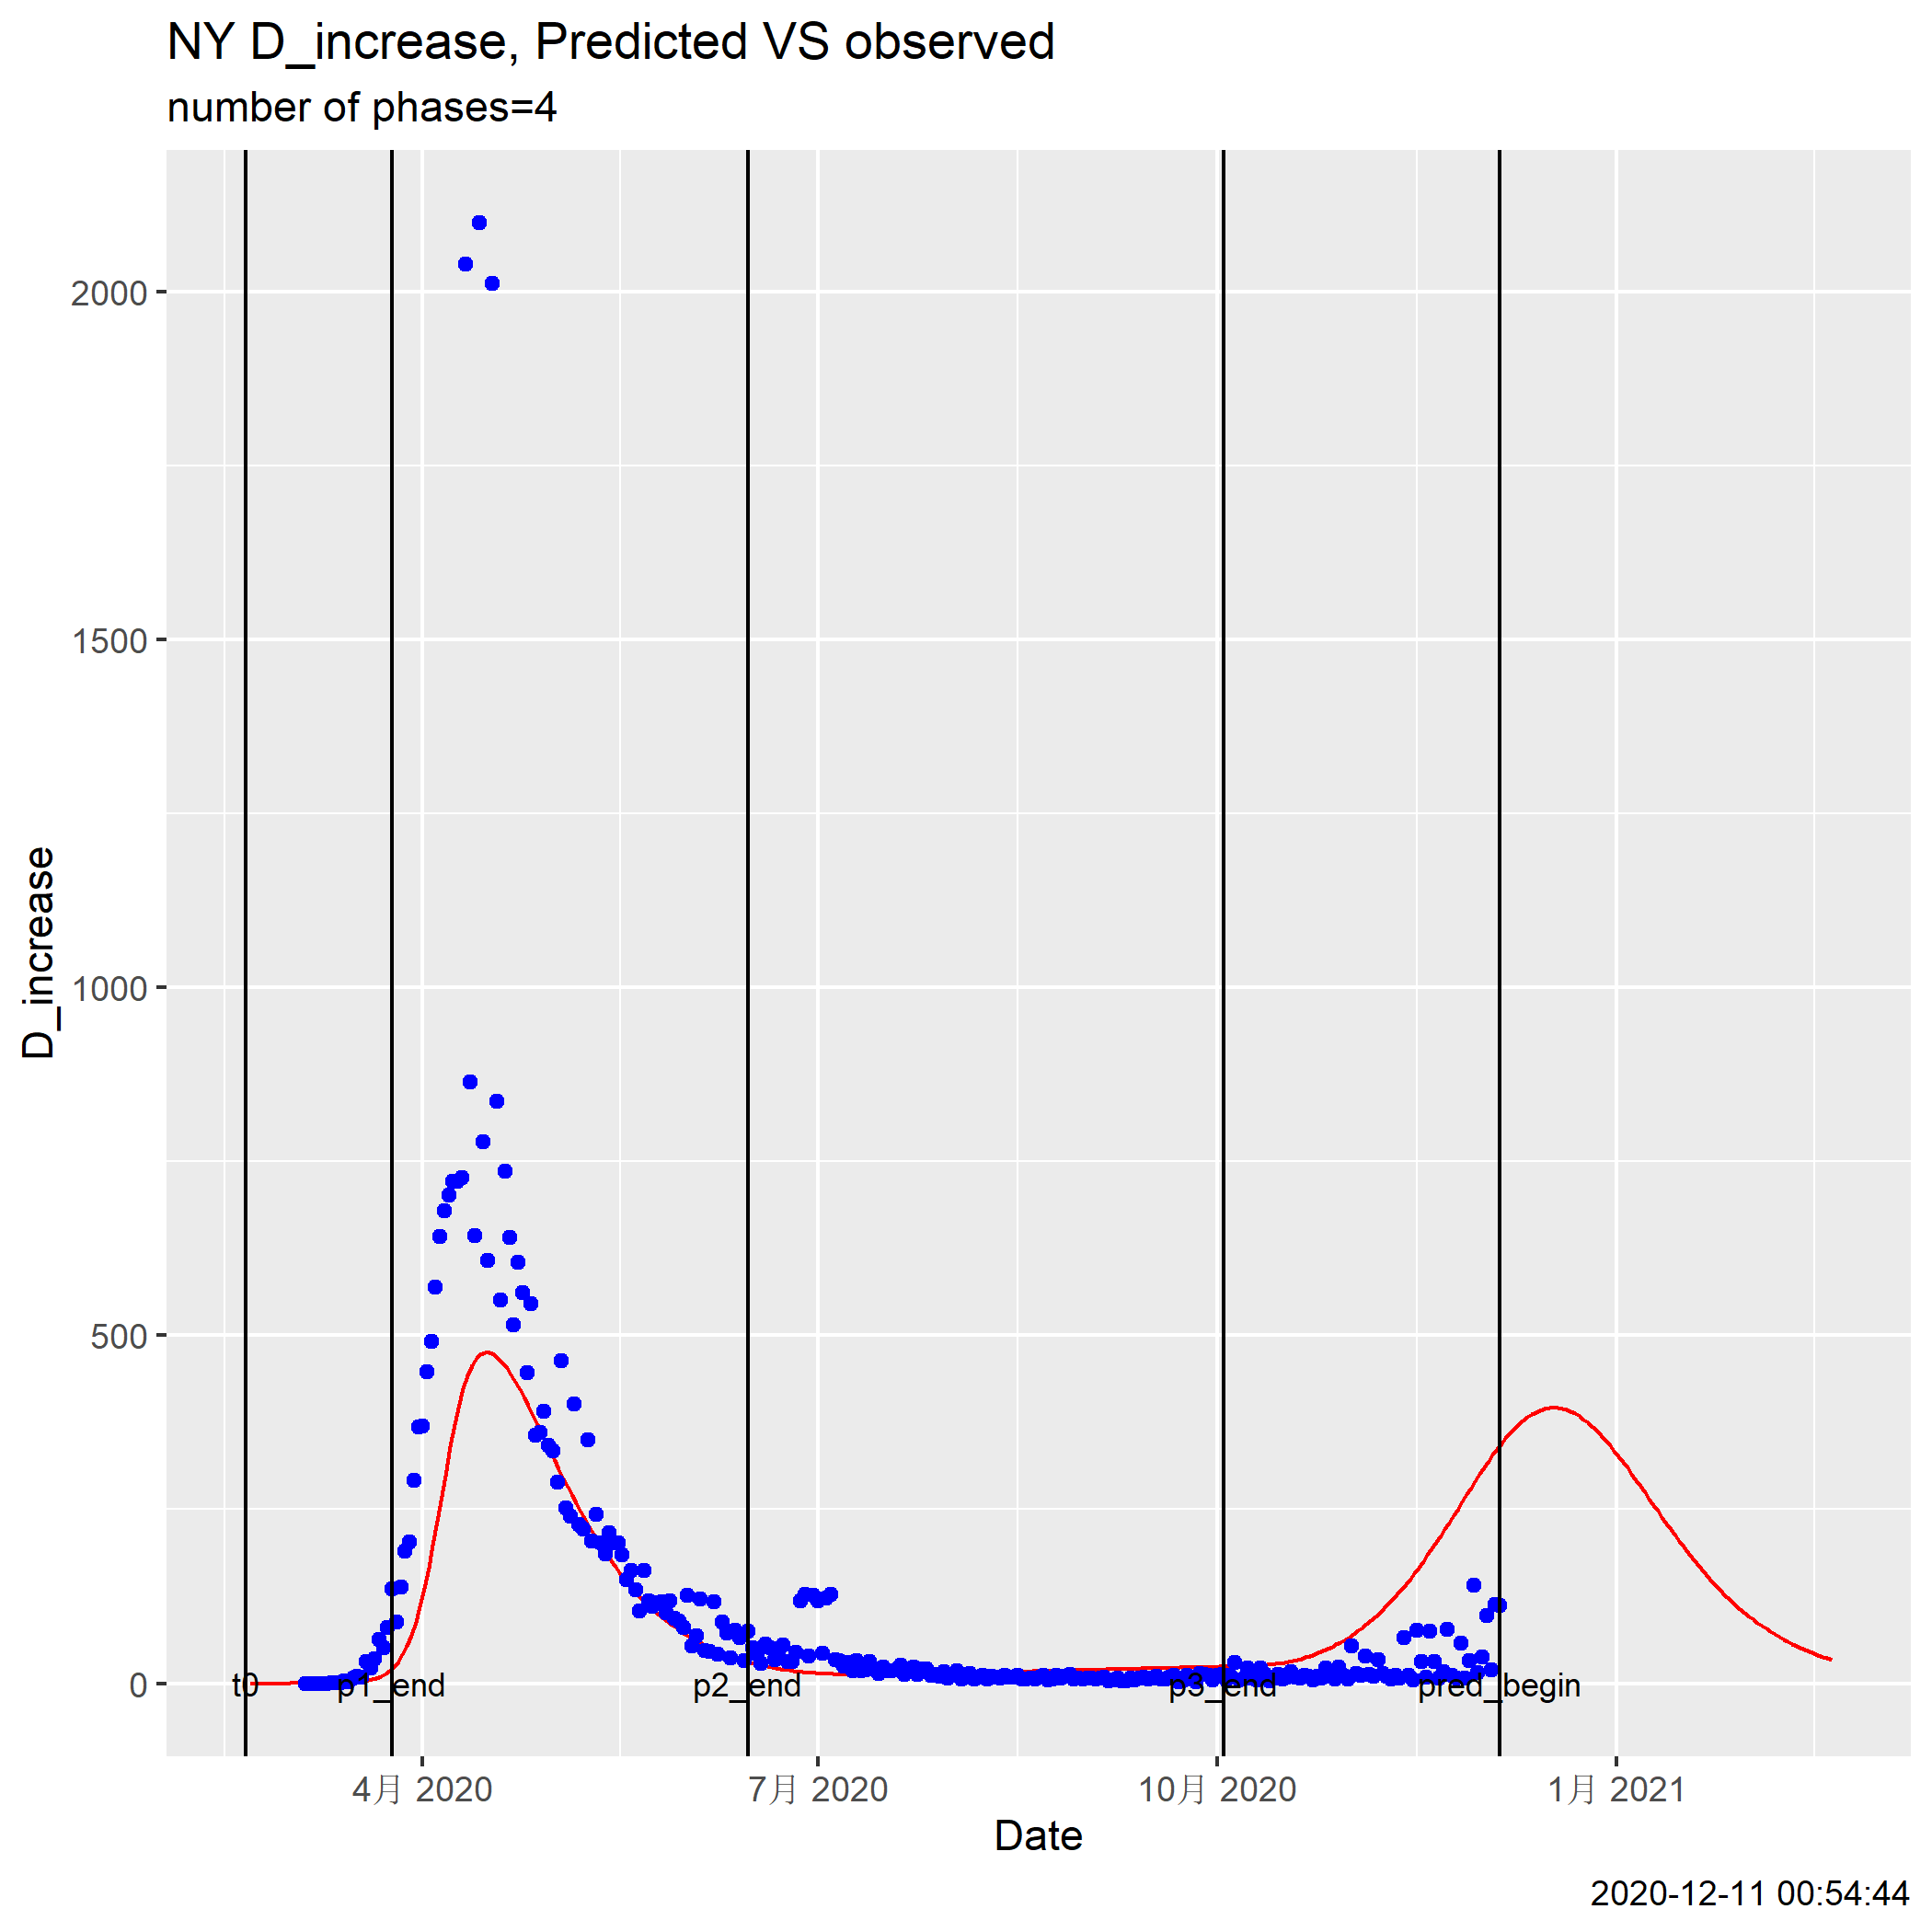 NY D_increase, Predicted VS observed
number of phases=4
2000
1500
1000
500
0
D_increase
t0
p1_end
p2_end
p3_end
pred_begin
4月 2020
7月 2020
10月 2020
1月 2021
Date
2020-12-11 00:54:44